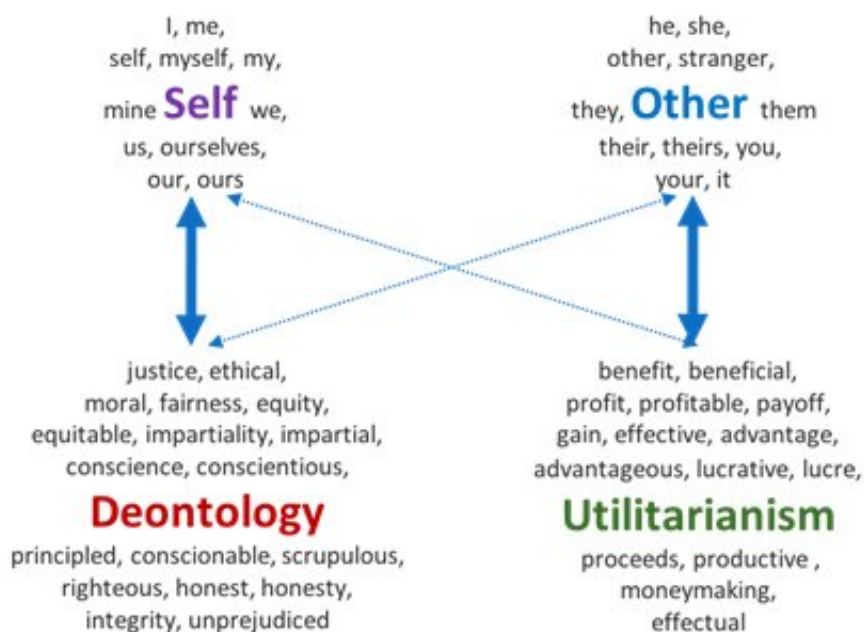 I, me,
self, myself, my,
mine Self we,
us, ourselves,
our, ours
he, she,
other, stranger,
they, Other them
their, theirs, you,
your, it
justice, ethical,
moral, fairness, equity,
equitable, impartiality, impartial,
conscience, conscientious,
Deontology
principled, conscionable, scrupulous,
righteous, honest, honesty,
integrity, unprejudiced
benefit, beneficial,
profit, profitable, payoff,
gain, effective, advantage,
advantageous, lucrative, lucre,
Utilitarianism
proceeds, productive ,
moneymaking,
effectual